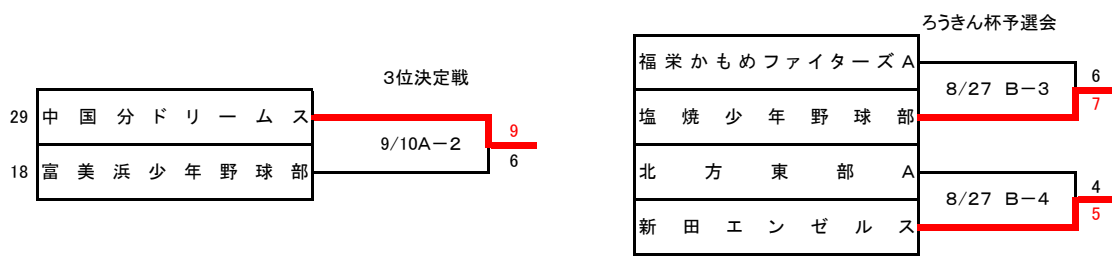 3位決定戦
29 中国分ドリームス
9
9/10A－2
6
18 富美浜少年野球部
ろうきん杯予選会
福栄かもめファイターズA
6
8/27 B－3
7
塩焼少年野球部
北方東部A
4
8/27 B－4
5
新田エンゼルス